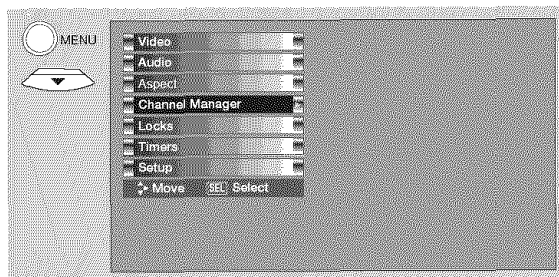 MENU
Video
Audio
Aspect
Channel Manager
Locks
Timers
Setup
Move SEL Select